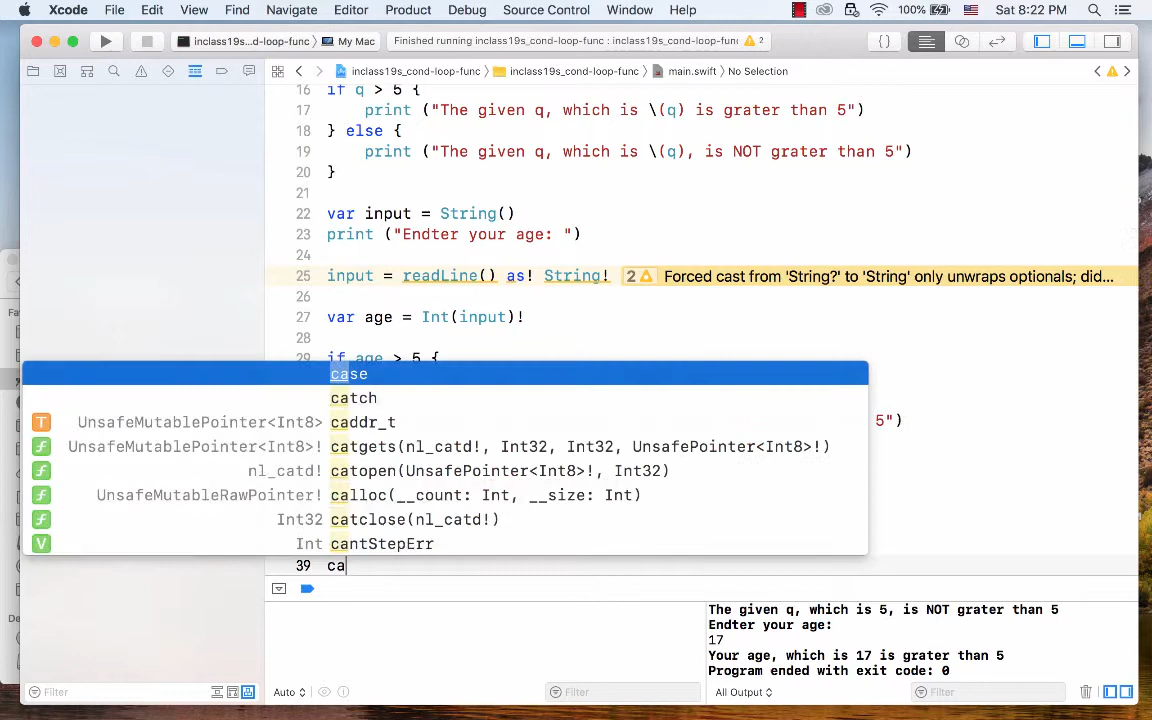 Xcode File Edit View Find Navigate Editor Product Debug Source Control Window Help 100% Sat 8:22 PM
inclass19s...d-loop-func My Mac Finished running inclass19s_cond-loop-func : inclass19s_cond-loop-func 2
inclass19s_cond-loop-func inclass19s_cond-loop-func main.swift No Selection
16 if q > 5 {
17 print ("The given q, which is \(q) is grater than 5")
18 } else {
19 print ("The given q, which is \(q), is NOT grater than 5")
20 }
21
22 var input = String()
23 print ("Endter your age: ")
24
25 input = readLine() as! String! 2 Forced cast from 'String?' to 'String' only unwraps optionals; did...
26
27 var age = Int(input)!
28
29 if age > 5 {
case
catch
T UnsafeMutablePointer<Int8> caddr_t
5")
f UnsafeMutablePointer<Int8>! catgets(nl_catd!, Int32, Int32, UnsafePointer<Int8>!)
f nl_catd! catopen(UnsafePointer<Int8>!, Int32)
f UnsafeMutableRawPointer! calloc(__count: Int, __size: Int)
f Int32 catclose(nl_catd!)
V Int cantStepErr
39 ca
The given q, which is 5, is NOT grater than 5
Endter your age:
17
Your age, which is 17 is grater than 5
Program ended with exit code: 0
Filter Auto Filter All Output Filter